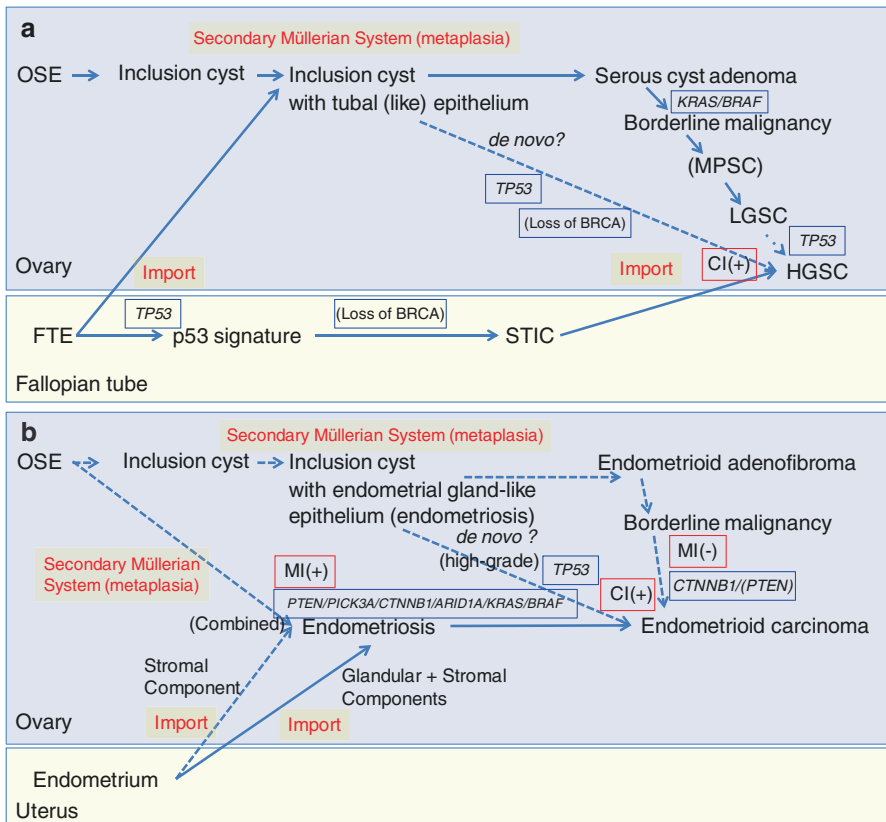 a
Secondary Müllerian System (metaplasia)
OSE
Inclusion cyst
Inclusion cyst
with tubal (like) epithelium
Serous cyst adenoma
KRAS/BRAF
Borderline malignancy
de novo?
(MPSC)
TP53
(Loss of BRCA)
LGSC
TP53
Import
Import
CI(+)
HGSC
Ovary
TP53
(Loss of BRCA)
FTE
p53 signature
STIC
Fallopian tube
b
Secondary Müllerian System (metaplasia)
OSE
Inclusion cyst
Inclusion cyst
with endometrial gland-like
epithelium (endometriosis)
Endometrioid adenofibroma
Borderline malignancy
de novo ?
(high-grade)
MI(-)
Secondary Müllerian
System (metaplasia)
MI(+)
TP53
CI(+)
CTNNB1/(PTEN)
PTEN/PICK3A/CTNNB1/ARID1A/KRAS/BRAF
(Combined)
Endometriosis
Endometrioid carcinoma
Stromal
Component
Glandular + Stromal
Components
Import
Import
Ovary
Endometrium
Uterus